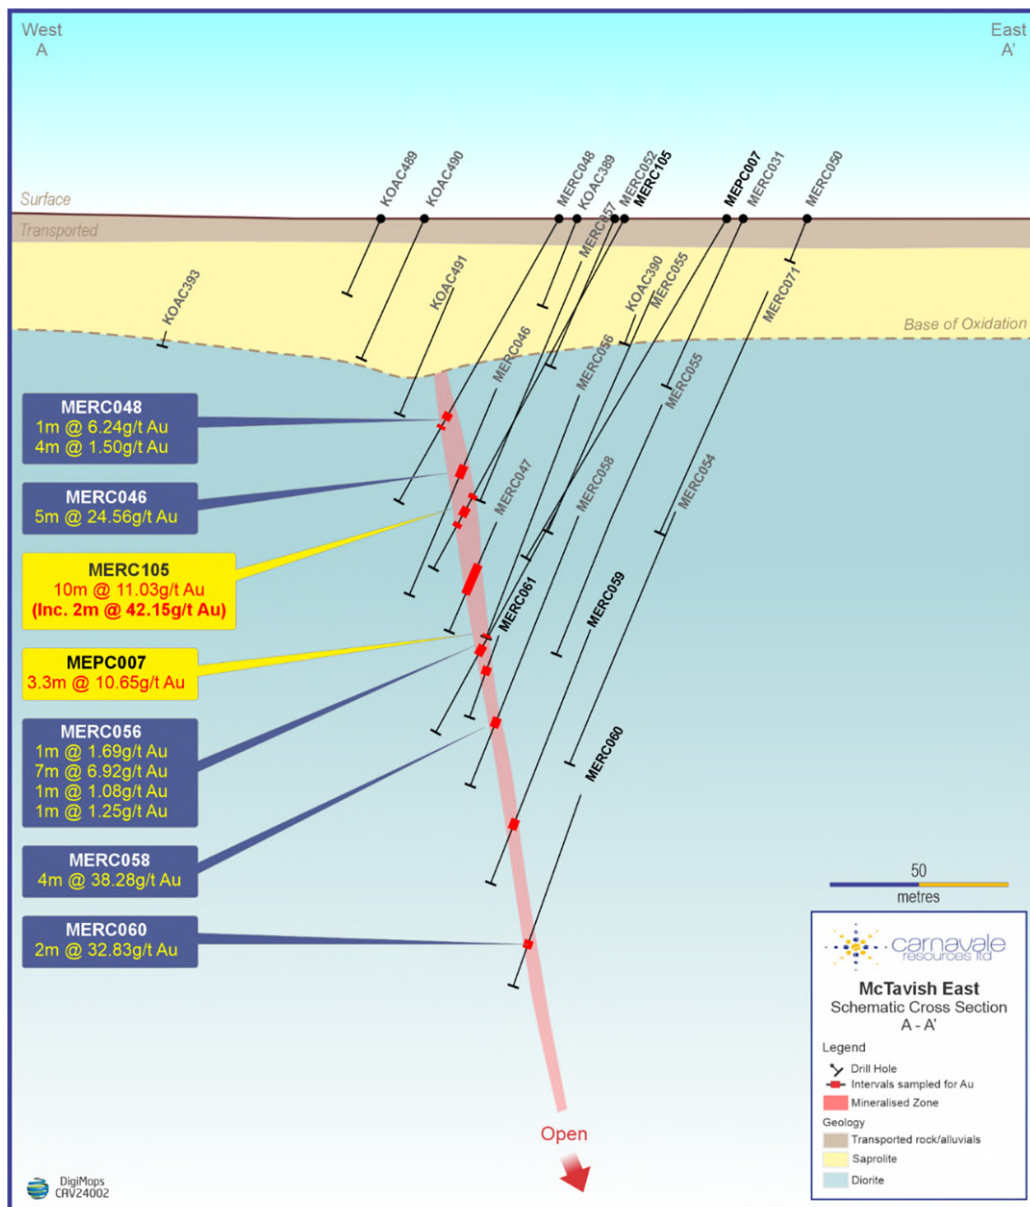 West
A
East
A'
KOAC489
KOAC490
MERC048
KOAC389
MERC052
MERC105
MEPC007
MERC031
MERC050
Surface
Transported
MERC057
KOAC393
KOAC491
KOAC390
MERC055
MERC071
Base of Oxidation
MERC046
MERC056
MERC055
MERC047
MERC058
MERC054
MERC061
MERC059
MERC060
MERC048
1m @ 6.24g/t Au
4m @ 1.50g/t Au
MERC046
5m @ 24.56g/t Au
MERC105
10m @ 11.03g/t Au
(Inc. 2m @ 42.15g/t Au)
MEPC007
3.3m @ 10.65g/t Au
MERC056
1m @ 1.69g/t Au
7m @ 6.92g/t Au
1m @ 1.08g/t Au
1m @ 1.25g/t Au
MERC058
4m @ 38.28g/t Au
MERC060
2m @ 32.83g/t Au
50
metres
carnavale
resources ltd
McTavish East
Schematic Cross Section
A - A'
Legend
Drill Hole
Intervals sampled for Au
Mineralised Zone
Geology
Transported rock/alluvials
Saprolite
Diorite
Open
DigiMaps
CAV24002